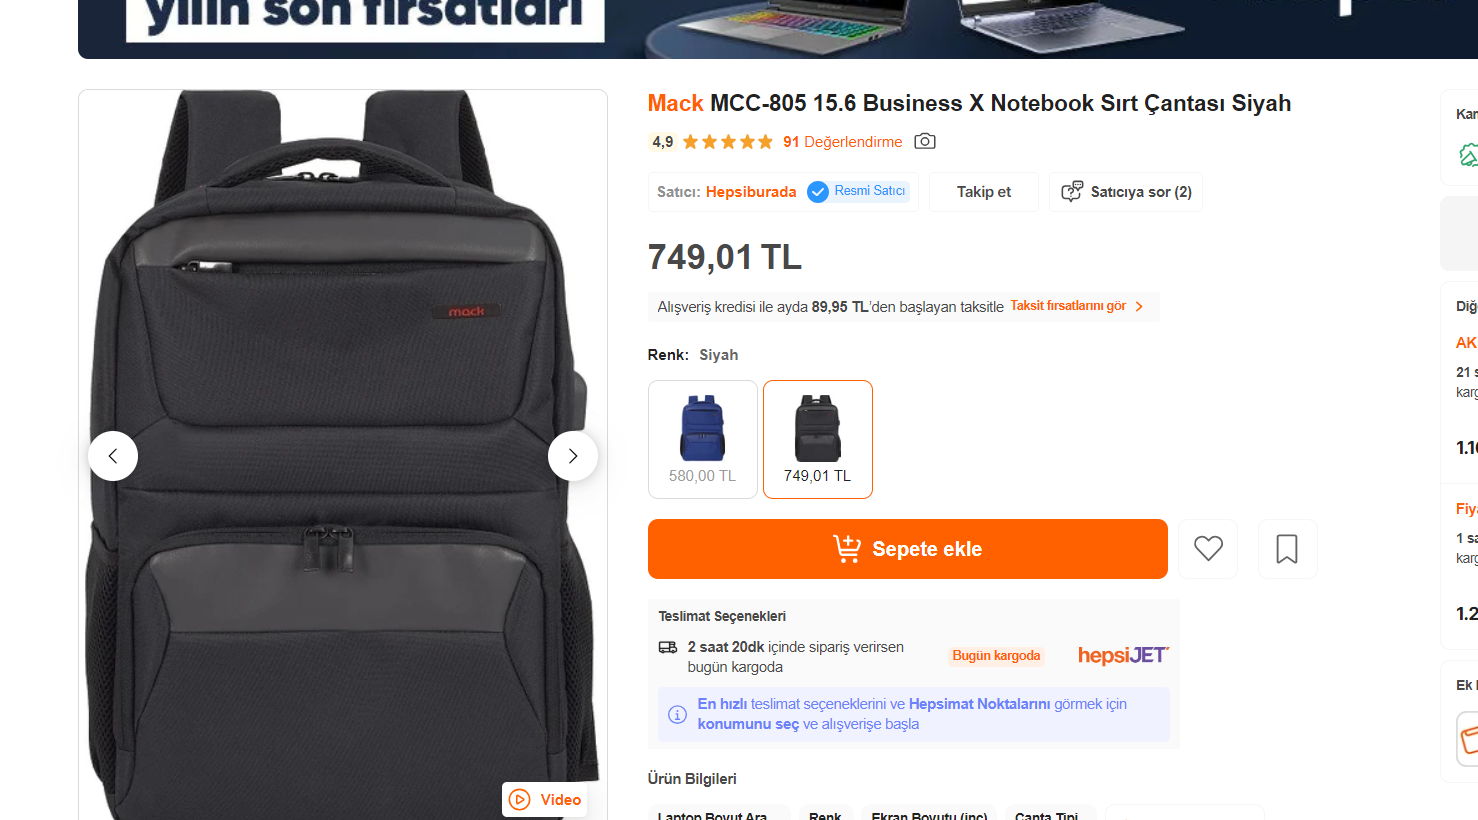 yılın son fırsatları
mack
Video
Mack MCC-805 15.6 Business X Notebook Sırt Çantası Siyah
4,9 91 Değerlendirme
Satıcı: Hepsiburada Resmi Satıcı
Takip et
Satıcıya sor (2)
749,01 TL
Alışveriş kredisi ile ayda 89,95 TL'den başlayan taksitle Taksit fırsatlarını gör
Renk: Siyah
580,00 TL
749,01 TL
Sepete ekle
Teslimat Seçenekleri
2 saat 20dk içinde sipariş verirsen
bugün kargoda
Bugün kargoda
hepsiJET
En hızlı teslimat seçeneklerini ve Hepsimat Noktalarını görmek için
konumunu seç ve alışverişe başla
Ürün Bilgileri
Laptop Boyut Ara
Renk
Ekran Boyutu (inç)
Çanta Tipi
AK
21 s
1.1
Fiy
1 sa
1.2
Ek